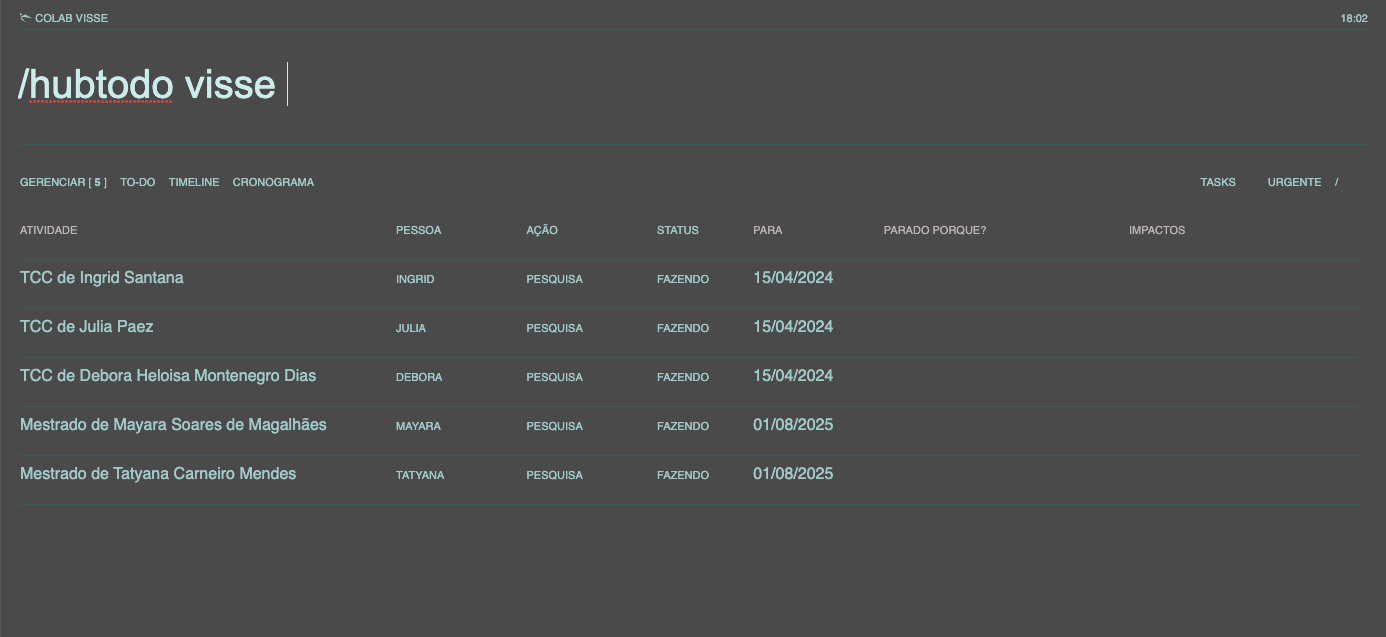 COLAB VISSE 18:02
/hubtodo visse
GERENCIAR [ 5 ] TO-DO TIMELINE CRONOGRAMA TASKS URGENTE /
ATIVIDADE PESSOA AÇÃO STATUS PARA PARADO PORQUE? IMPACTOS
TCC de Ingrid Santana INGRID PESQUISA FAZENDO 15/04/2024
TCC de Julia Paez JULIA PESQUISA FAZENDO 15/04/2024
TCC de Debora Heloisa Montenegro Dias DEBORA PESQUISA FAZENDO 15/04/2024
Mestrado de Mayara Soares de Magalhães MAYARA PESQUISA FAZENDO 01/08/2025
Mestrado de Tatyana Carneiro Mendes TATYANA PESQUISA FAZENDO 01/08/2025